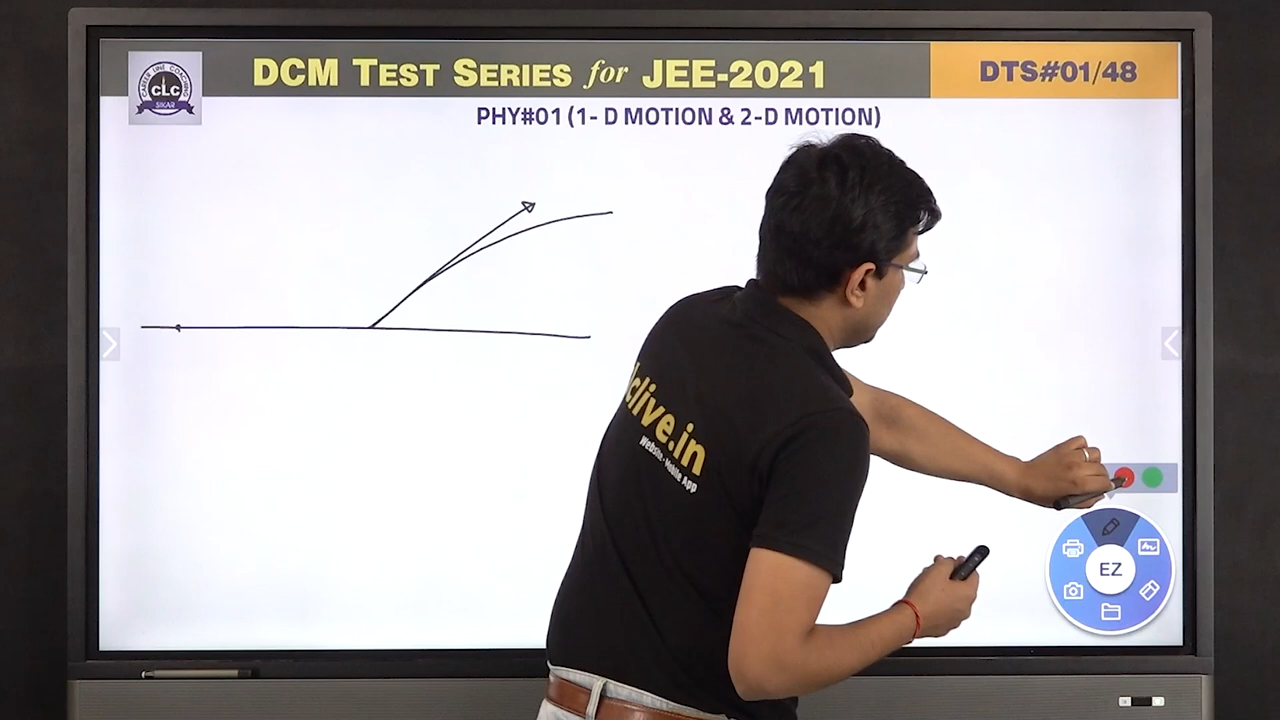 DCM TEST SERIES for JEE-2021
DTS#01/48
CAREER LINE COACHING
CLC
SIKAR
PHY#01 (1- D MOTION & 2-D MOTION)
clive.in
Website - Mobile App
EZ